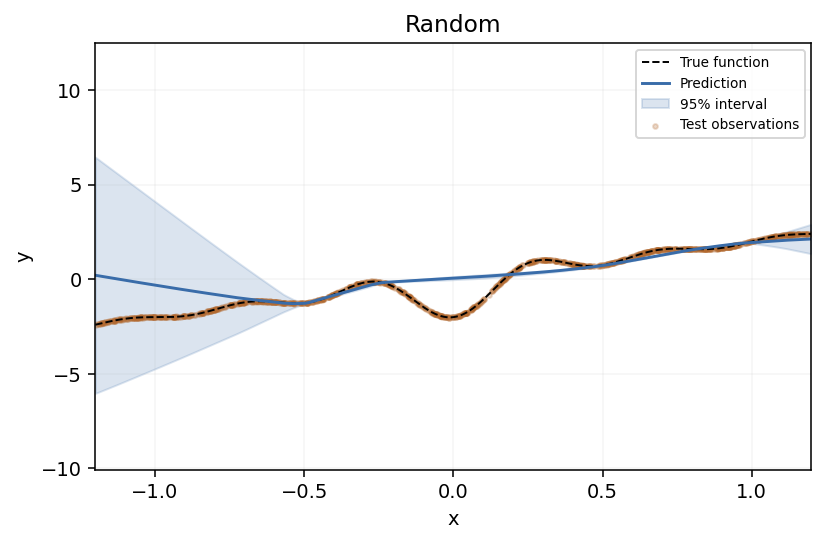 Random
True function
Prediction
95% interval
Test observations
10
5
0
−5
−10
y
−1.0
−0.5
0.0
0.5
1.0
x